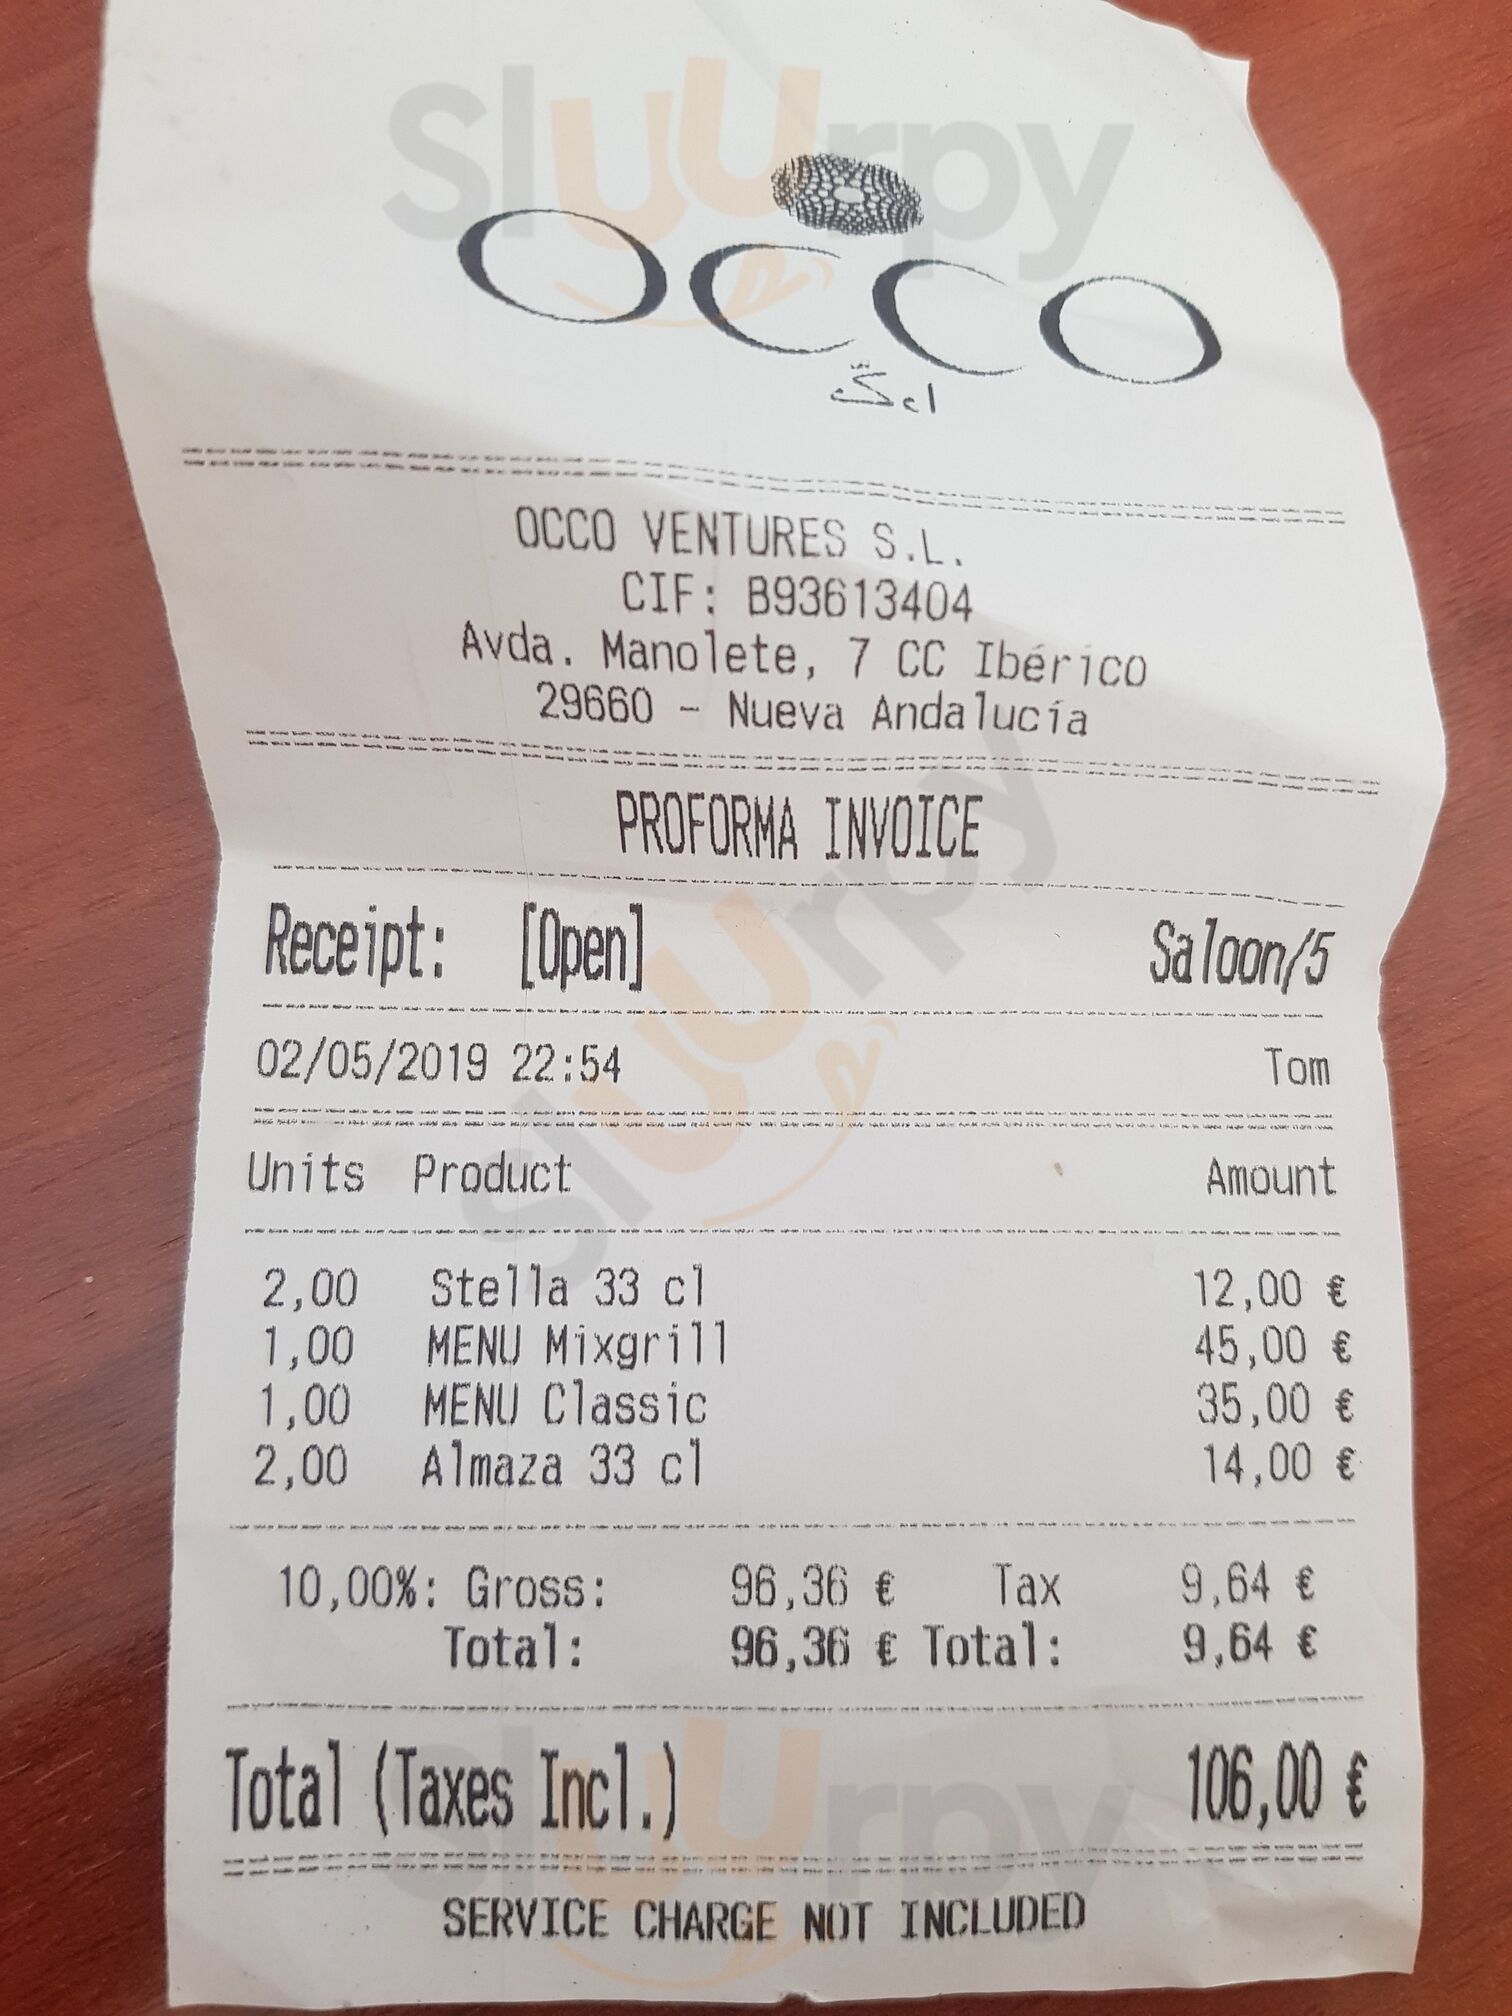 Sluurpy
OCCO
OCCO VENTURES S.L.
CIF: B93613404
Avda. Manolete, 7 CC Ibérico
29660 - Nueva Andalucía
PROFORMA INVOICE
Receipt: [Open] Saloon/5
02/05/2019 22:54 Tom
Sluurpy
Units Product Amount
2,00 Stella 33 cl 12,00 €
1,00 MENU Mixgrill 45,00 €
1,00 MENU Classic 35,00 €
2,00 Almaza 33 cl 14,00 €
10,00%: Gross: 96,36 € Tax 9,64 €
Total: 96,36 € Total: 9,64 €
Total (Taxes Incl.) 106,00 €
Sluurpy
SERVICE CHARGE NOT INCLUDED